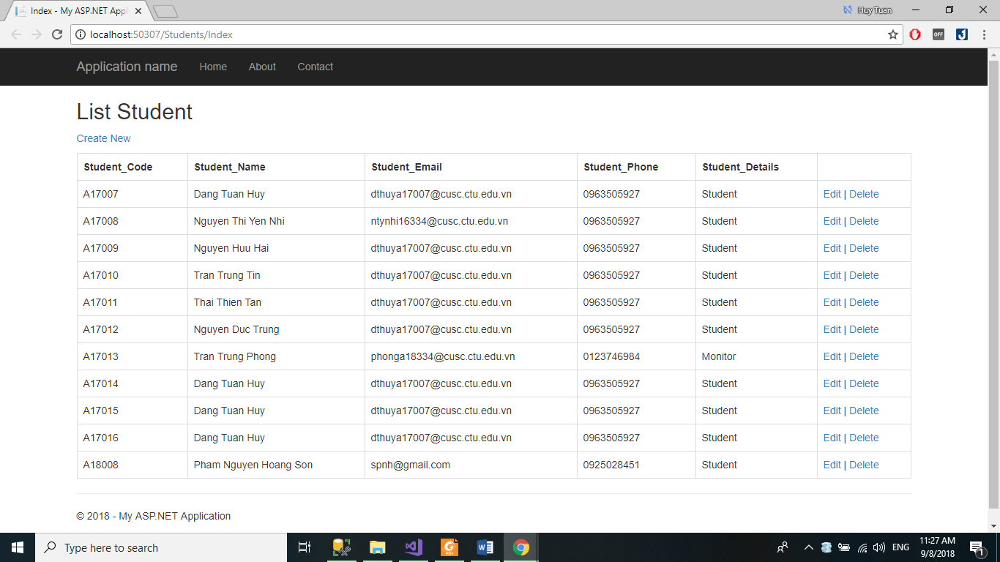 Index - My ASP.NET Appl
Huy Tuan
localhost:50307/Students/Index
OFF
Application name Home About Contact
List Student
Create New
Student_Code Student_Name Student_Email Student_Phone Student_Details
A17007 Dang Tuan Huy dthuya17007@cusc.ctu.edu.vn 0963505927 Student Edit | Delete
A17008 Nguyen Thi Yen Nhi ntynhi16334@cusc.ctu.edu.vn 0963505927 Student Edit | Delete
A17009 Nguyen Huu Hai dthuya17007@cusc.ctu.edu.vn 0963505927 Student Edit | Delete
A17010 Tran Trung Tin dthuya17007@cusc.ctu.edu.vn 0963505927 Student Edit | Delete
A17011 Thai Thien Tan dthuya17007@cusc.ctu.edu.vn 0963505927 Student Edit | Delete
A17012 Nguyen Duc Trung dthuya17007@cusc.ctu.edu.vn 0963505927 Student Edit | Delete
A17013 Tran Trung Phong phonga18334@cusc.ctu.edu.vn 0123746984 Monitor Edit | Delete
A17014 Dang Tuan Huy dthuya17007@cusc.ctu.edu.vn 0963505927 Student Edit | Delete
A17015 Dang Tuan Huy dthuya17007@cusc.ctu.edu.vn 0963505927 Student Edit | Delete
A17016 Dang Tuan Huy dthuya17007@cusc.ctu.edu.vn 0963505927 Student Edit | Delete
A18008 Pham Nguyen Hoang Son spnh@gmail.com 0925028451 Student Edit | Delete
© 2018 - My ASP.NET Application
Type here to search
PDF
ENG
11:27 AM
9/8/2018
1